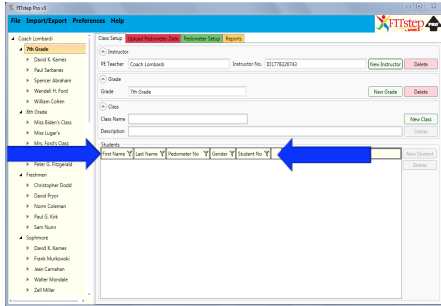 FITstep Pro v3
File Import/Export Preferences Help
FITstep
Coach Lombardi
7th Grade
David K. Karnes
Paul Sarbanes
Spencer Abraham
Wendell H. Ford
William Cohen
8th Grade
Miss Biden's Class
Miss Lugar's
Mrs. Ford's Class
Peter G. Fitzgerald
Freshmen
Christopher Dodd
David Pryor
Norm Coleman
Paul G. Kirk
Sam Nunn
Sophmore
David K. Karnes
Frank Murkowski
Jean Carnahan
Walter Mondale
Zell Miller
Class Setup Upload Pedometer Data Pedometer Setup Reports
Instructor
PE Teacher Coach Lombardi Instructor No. ID1778326743 New Instructor Delete
Grade
Grade 7th Grade New Grade Delete
Class
Class Name New Class
Description Delete
Students
First Name Last Name Pedometer No Gender Student No New Student
Delete